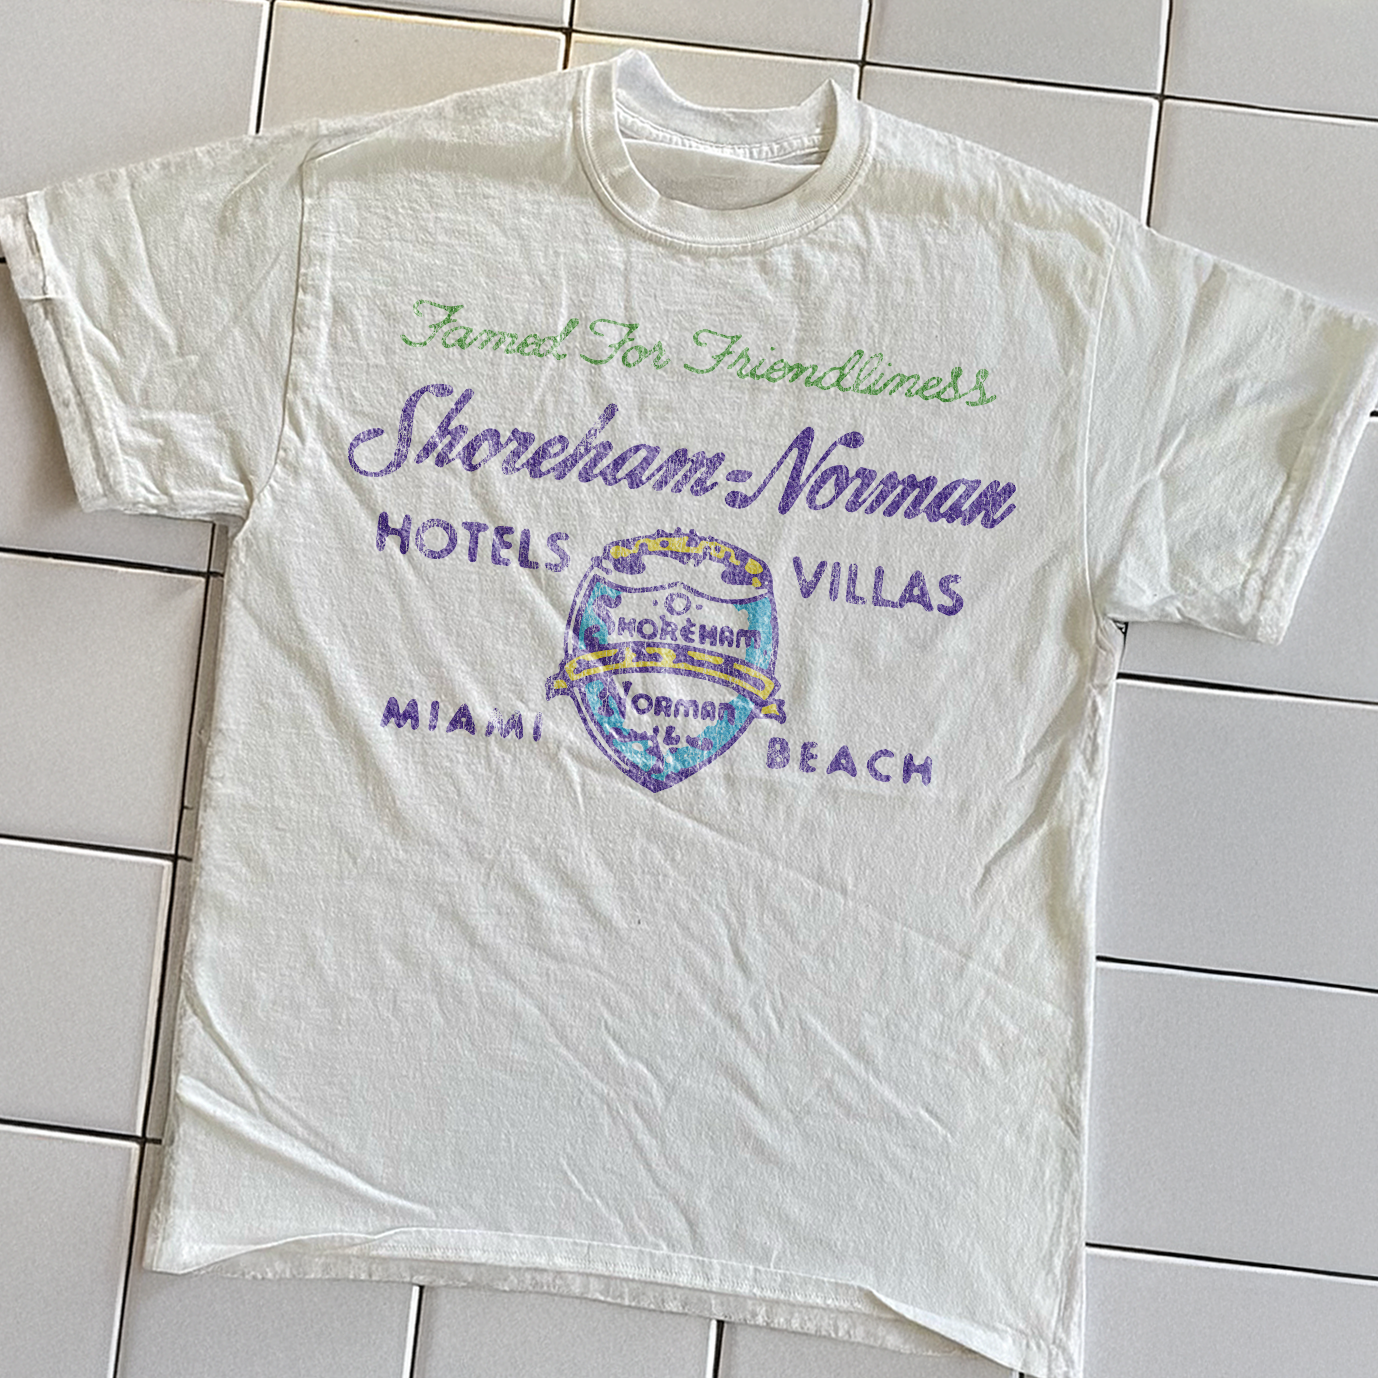 Famed For Friendliness
Shoreham-Norman
HOTELS VILLAS
SHOREHAM
NORMAN
MIAMI BEACH